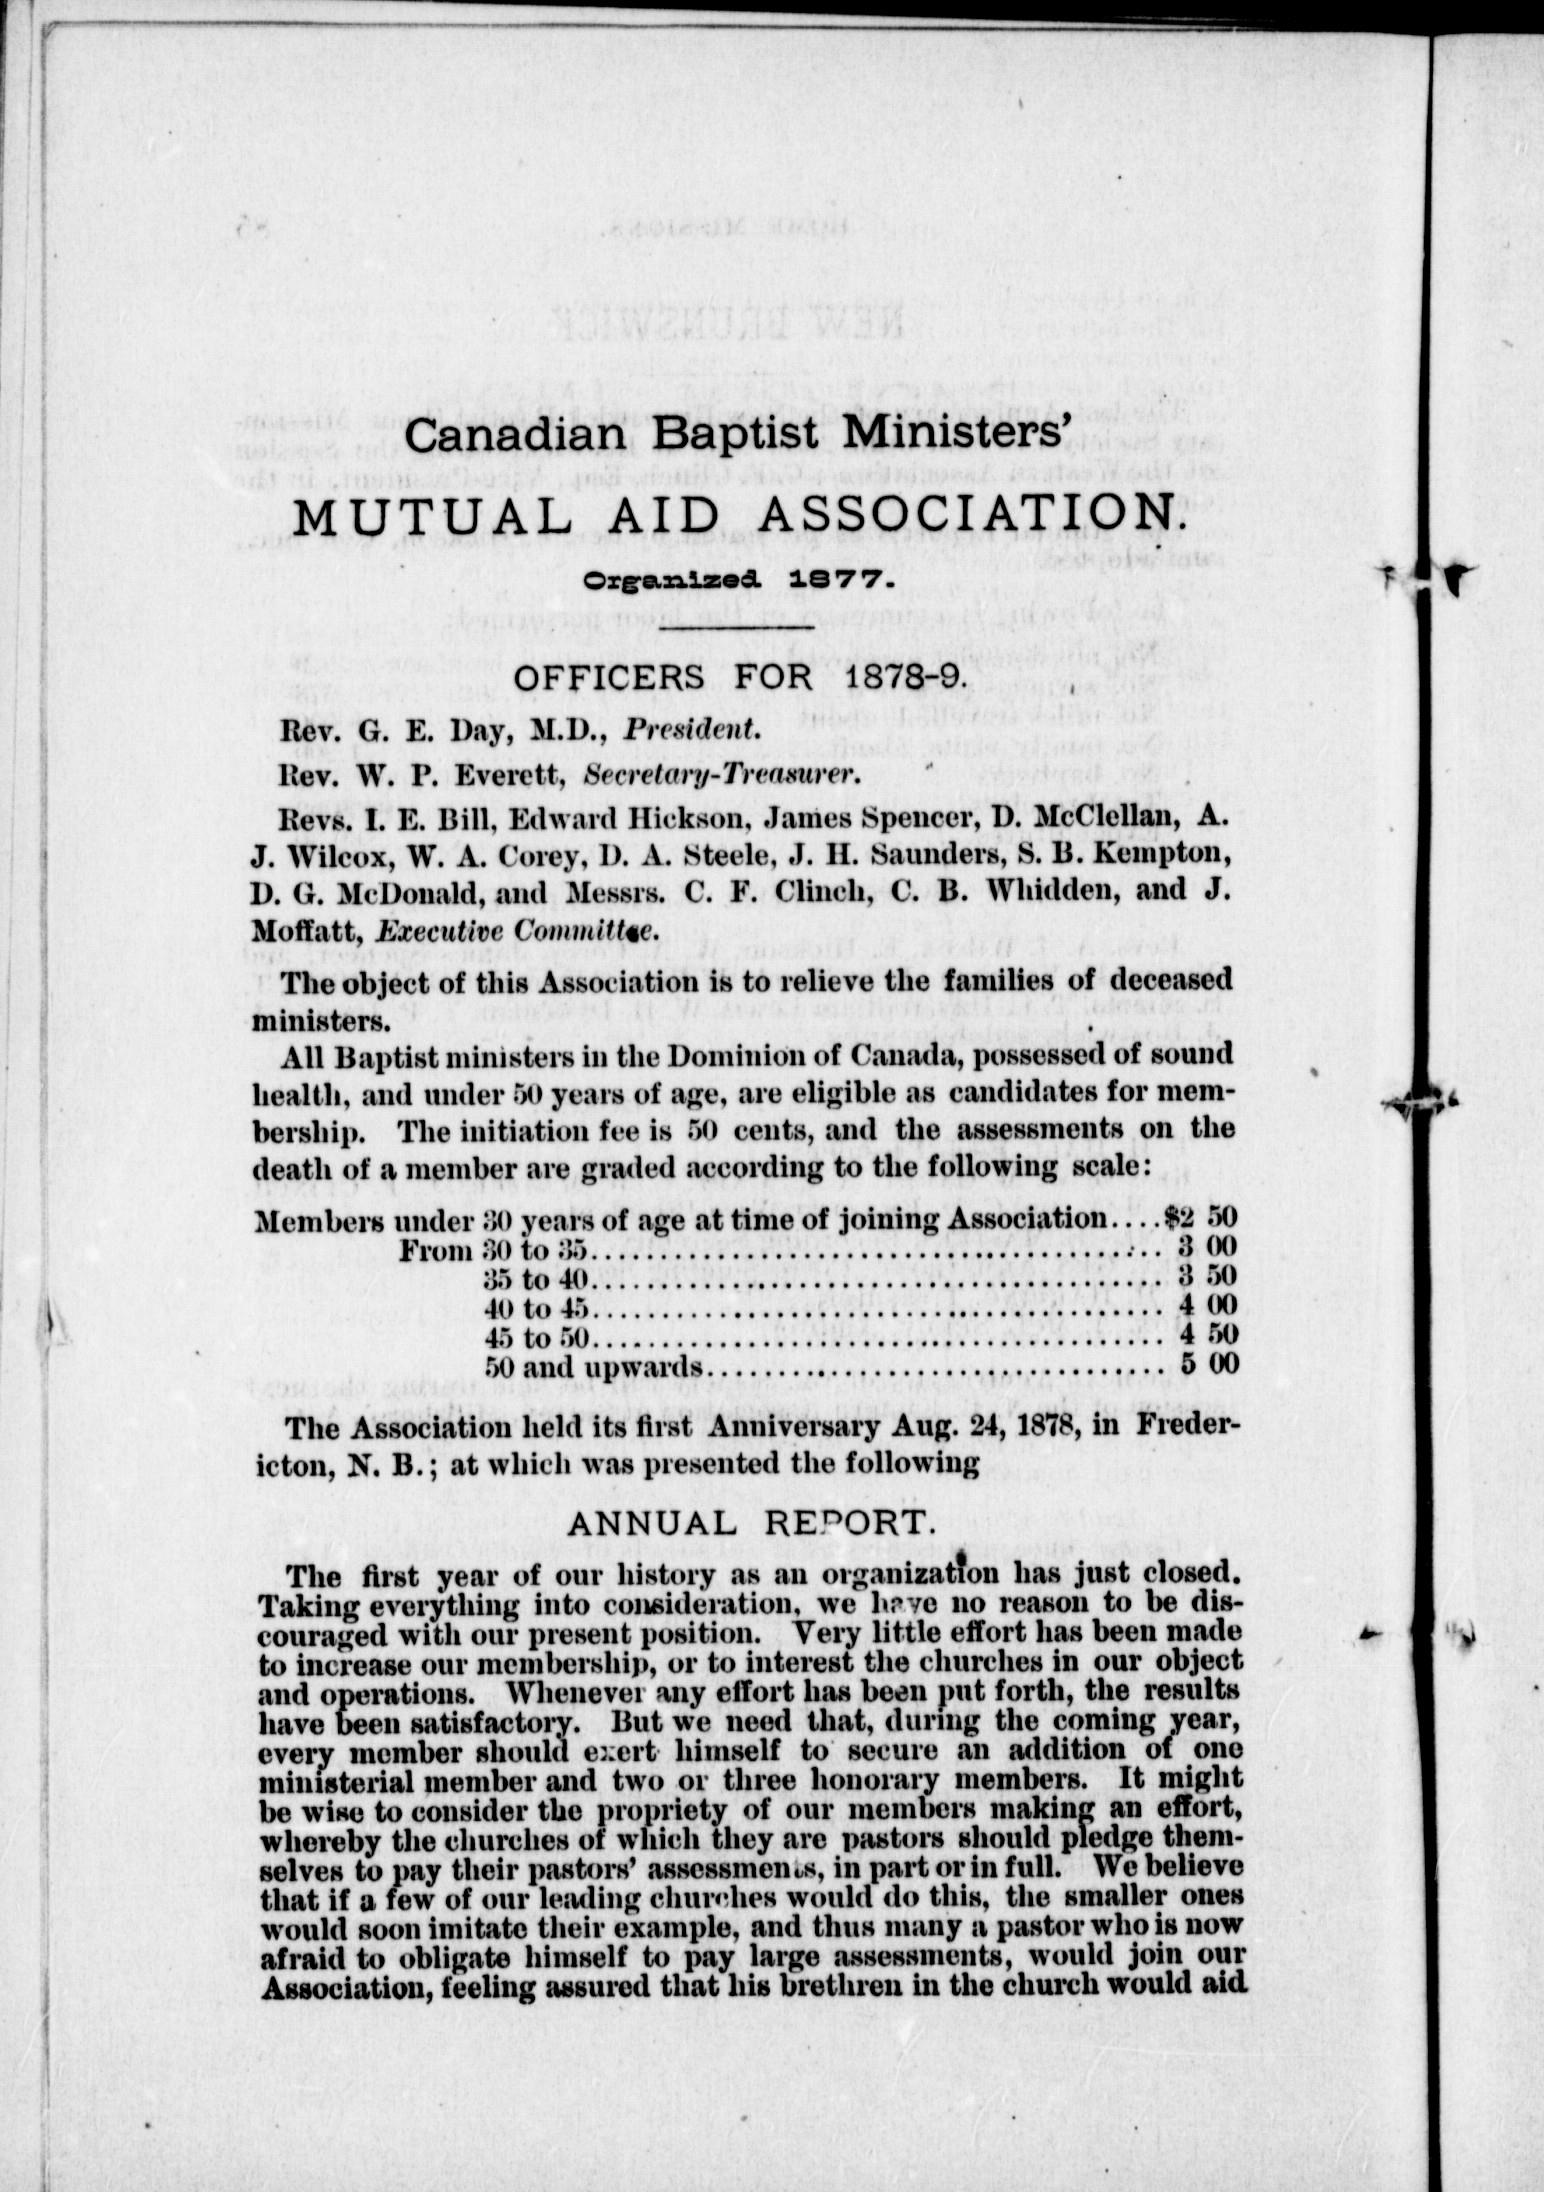 Canadian Baptist Ministers'
MUTUAL AID ASSOCIATION.
Organized 1877.
OFFICERS FOR 1878-9.
Rev. G. E. Day, M.D., President.
Rev. W. P. Everett, Secretary-Treasurer.
Revs. I. E. Bill, Edward Hickson, James Spencer, D. McClellan, A.
J. Wilcox, W. A. Corey, D. A. Steele, J. H. Saunders, S. B. Kempton,
D. G. McDonald, and Messrs. C. F. Clinch, C. B. Whidden, and J.
Moffatt, Executive Committee.
The object of this Association is to relieve the families of deceased
ministers.
All Baptist ministers in the Dominion of Canada, possessed of sound
health, and under 50 years of age, are eligible as candidates for mem-
bership. The initiation fee is 50 cents, and the assessments on the
death of a member are graded according to the following scale:
Members under 30 years of age at time of joining Association....$2 50
From 30 to 35.......................................... 3 00
35 to 40.......................................... 3 50
40 to 45.......................................... 4 00
45 to 50.......................................... 4 50
50 and upwards.................................. 5 00
The Association held its first Anniversary Aug. 24, 1878, in Freder-
icton, N. B.; at which was presented the following
ANNUAL REPORT.
The first year of our history as an organization has just closed.
Taking everything into consideration, we have no reason to be dis-
couraged with our present position. Very little effort has been made
to increase our membership, or to interest the churches in our object
and operations. Whenever any effort has been put forth, the results
have been satisfactory. But we need that, during the coming year,
every member should exert himself to secure an addition of one
ministerial member and two or three honorary members. It might
be wise to consider the propriety of our members making an effort,
whereby the churches of which they are pastors should pledge them-
selves to pay their pastors' assessments, in part or in full. We believe
that if a few of our leading churches would do this, the smaller ones
would soon imitate their example, and thus many a pastor who is now
afraid to obligate himself to pay large assessments, would join our
Association, feeling assured that his brethren in the church would aid